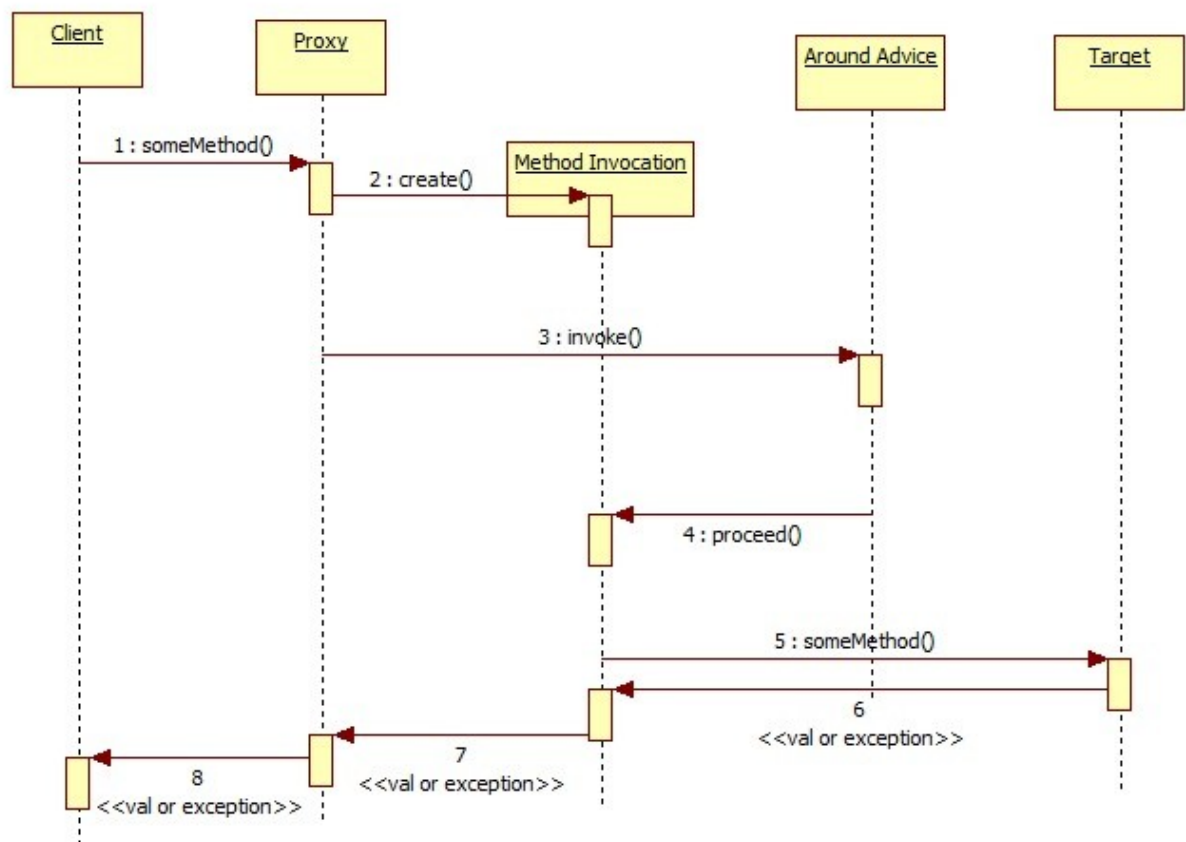 Client
Proxy
Around Advice
Target
1 : someMethod()
Method Invocation
2 : create()
3 : invoke()
4 : proceed()
5 : someMethod()
6
<<val or exception>>
7
<<val or exception>>
8
<<val or exception>>